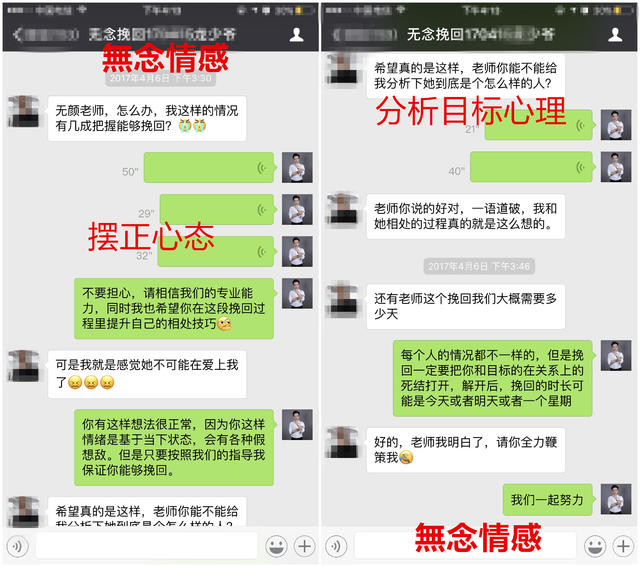 下午4:13
30%
无念挽回170416龙少爷
無念情感
2017年4月6日 下午3:30
无颜老师，怎么办，我这样的情况
有几成把握能够挽回？
50"
29"
摆正心态
32"
不要担心，请相信我们的专业能
力，同时我也希望你在这段挽回过
程里提升自己的相处技巧
可是我就是感觉她不可能在爱上我
了
你有这样想法很正常，因为你这样
情绪是基于当下状态，会有各种假
想敌。但是只要按照我们的指导我
保证你能够挽回。
希望真的是这样，老师你能不能给
我分析下她到底是个怎么样的人？
下午4:13
30%
无念挽回170416
希望真的是这样，老师你能不能给
我分析下她到底是个怎么样的人？
分析目标心理
21"
40"
老师你说的好对，一语道破，我和
她相处的过程真的就是这么想的。
2017年4月6日 下午3:46
还有老师这个挽回我们大概需要多
少天
每个人的情况都不一样的，但是挽
回一定要把你和目标的在关系上的
死结打开，解开后，挽回的时长可
能是今天或者明天或者一个星期
好的，老师我明白了，请你全力鞭
策我
我们一起努力
無念情感